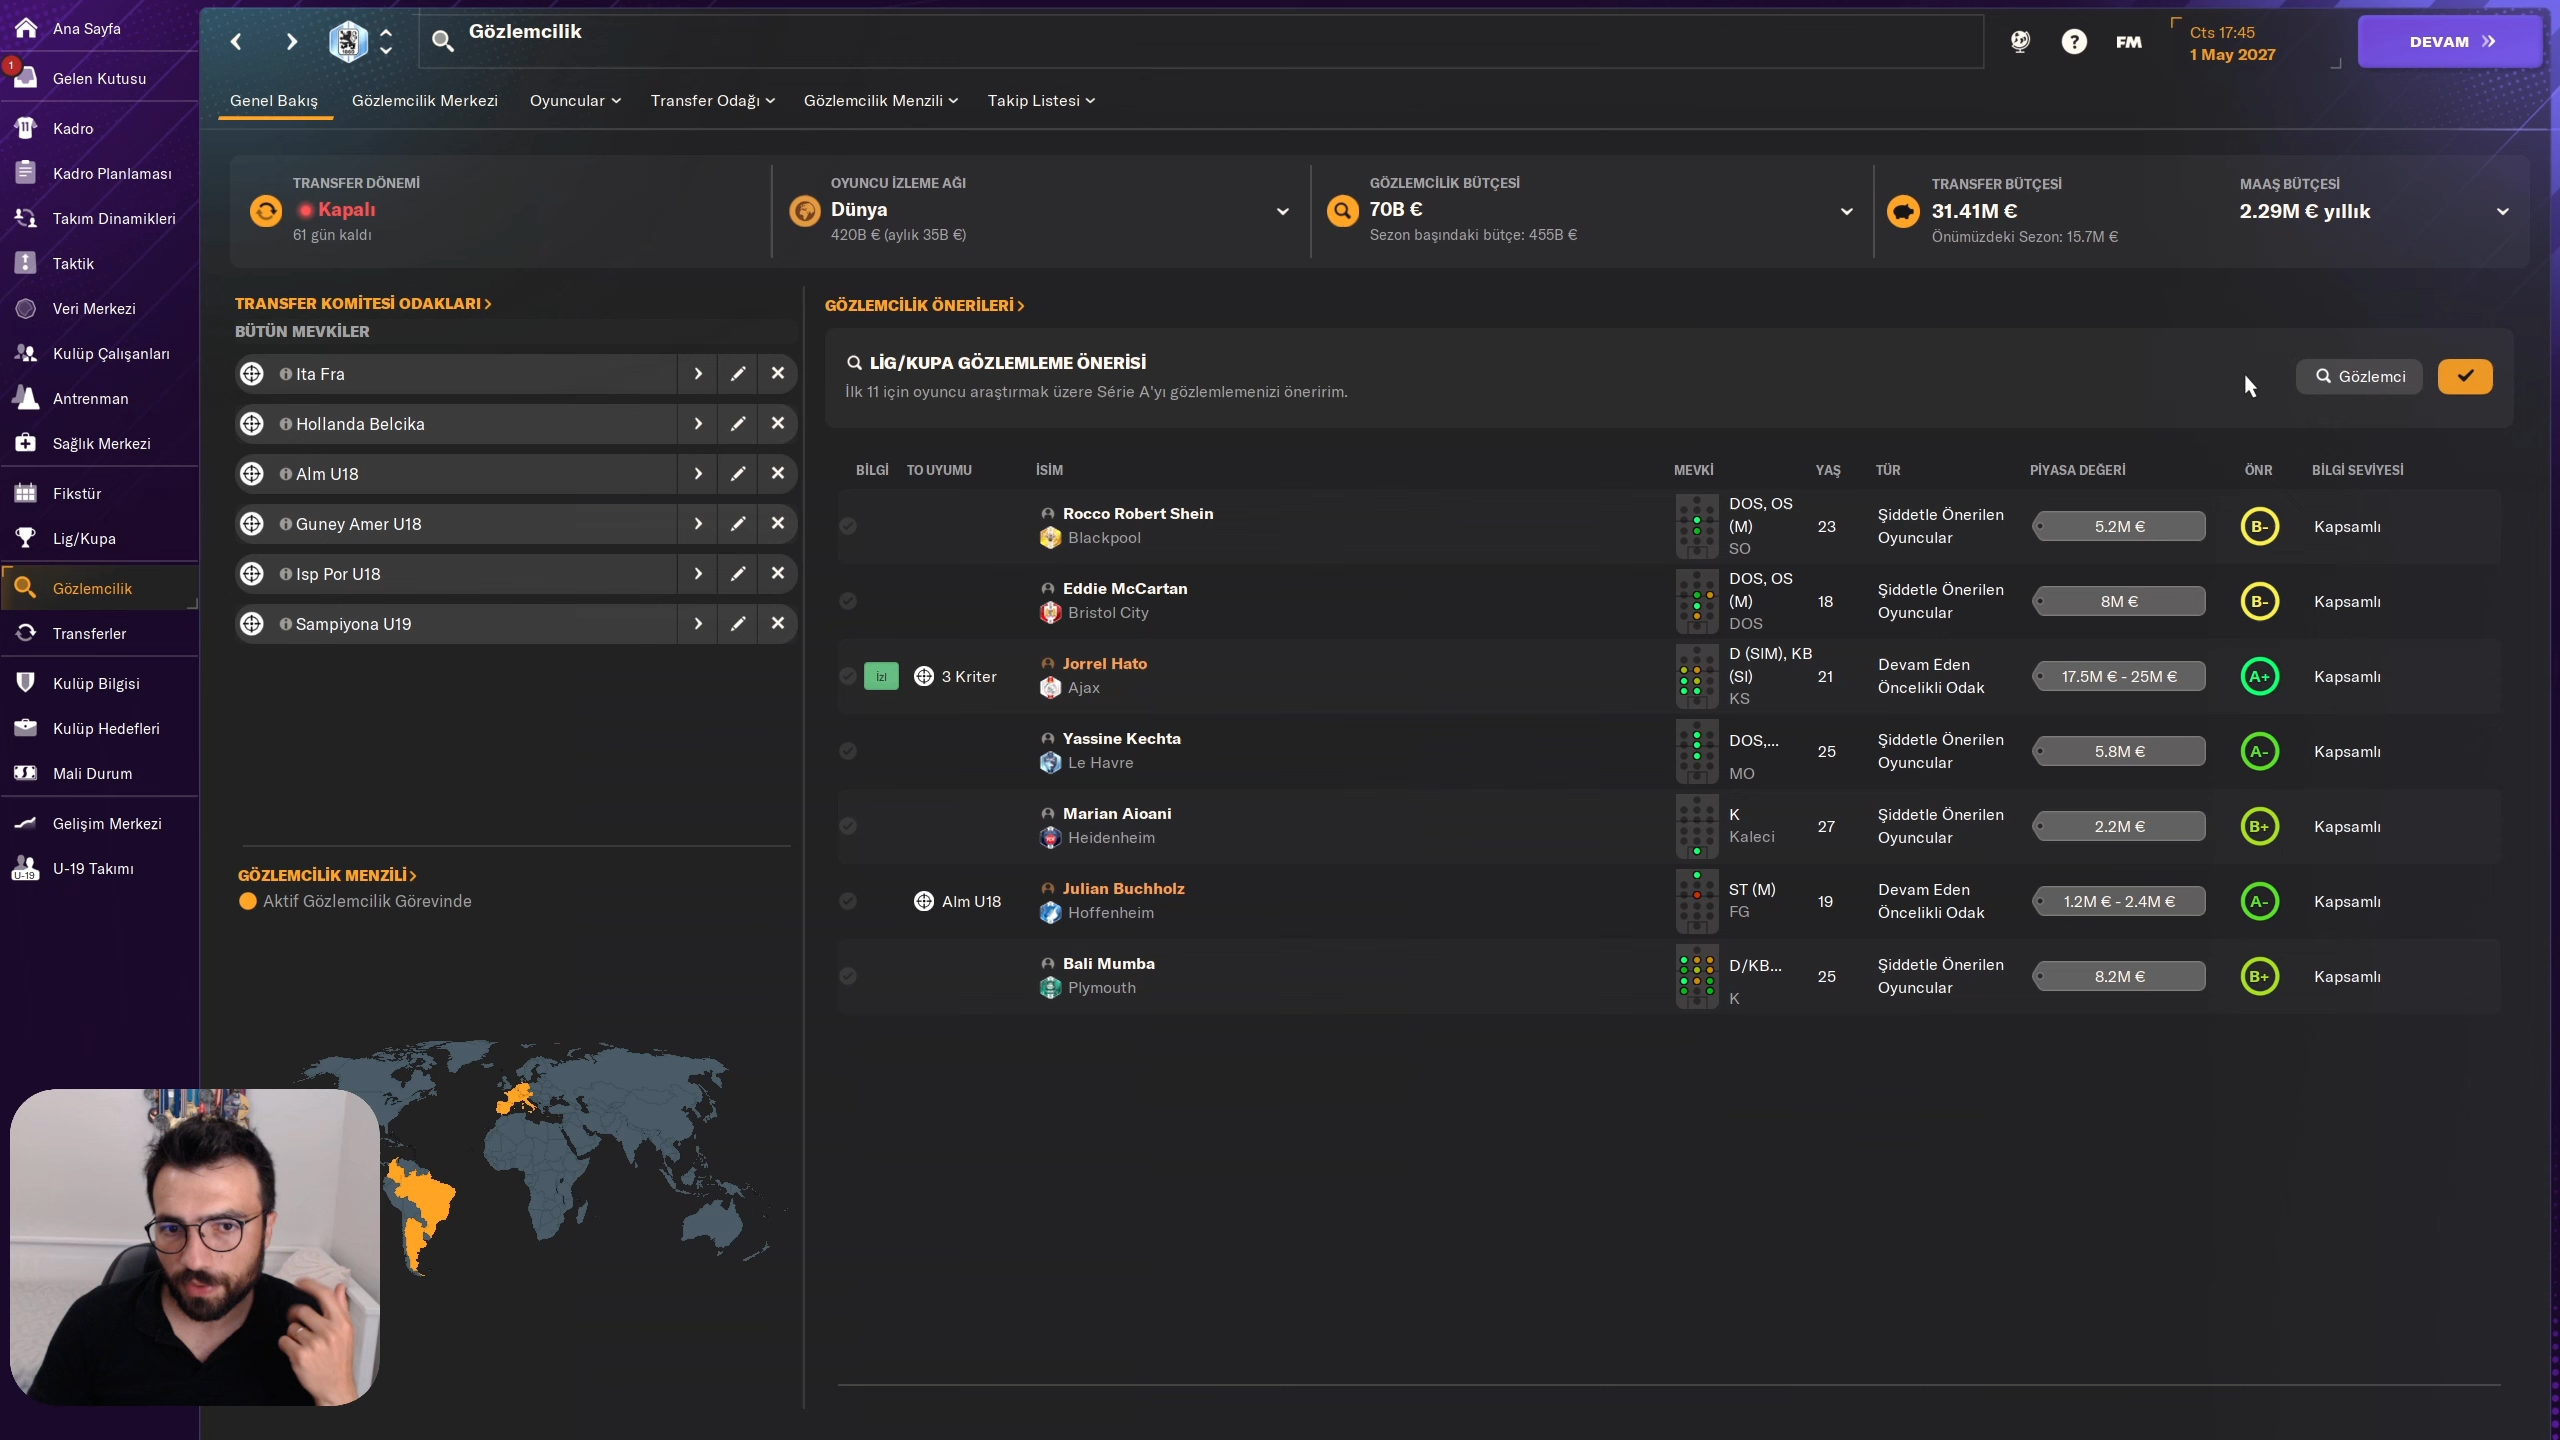 Ana Sayfa
1
Gelen Kutusu
Kadro
Kadro Planlaması
Takım Dinamikleri
Taktik
Veri Merkezi
Kulüp Çalışanları
Antrenman
Sağlık Merkezi
Fikstür
Lig/Kupa
Gözlemcilik
Transferler
Kulüp Bilgisi
Kulüp Hedefleri
Mali Durum
Gelişim Merkezi
U-19 Takımı
U-19
Gözlemcilik
FM
Cts 17:45
1 May 2027
DEVAM
Genel Bakış
Gözlemcilik Merkezi
Oyuncular
Transfer Odağı
Gözlemcilik Menzili
Takip Listesi
TRANSFER DÖNEMİ
Kapalı
61 gün kaldı
OYUNCU İZLEME AĞI
Dünya
420B € (aylık 35B €)
GÖZLEMCİLİK BÜTÇESİ
70B €
Sezon başındaki bütçe: 455B €
TRANSFER BÜTÇESİ
31.41M €
Önümüzdeki Sezon: 15.7M €
MAAŞ BÜTÇESİ
2.29M € yıllık
TRANSFER KOMİTESİ ODAKLARI
BÜTÜN MEVKİLER
Ita Fra
Hollanda Belcika
Alm U18
Guney Amer U18
Isp Por U18
Sampiyona U19
GÖZLEMCİLİK MENZİLİ
Aktif Gözlemcilik Görevinde
GÖZLEMCİLİK ÖNERİLERİ
LİG/KUPA GÖZLEMLEME ÖNERİSİ
İlk 11 için oyuncu araştırmak üzere Série A'yı gözlemlemenizi öneririm.
Gözlemci
BİLGİ TO UYUMU İSİM MEVKİ YAŞ TÜR PİYASA DEĞERİ ÖNR BİLGİ SEVİYESİ
Rocco Robert Shein
Blackpool
DOS, OS
(M)
SO
23
Şiddetle Önerilen
Oyuncular
5.2M €
B-
Kapsamlı
Eddie McCartan
Bristol City
DOS, OS
(M)
DOS
18
Şiddetle Önerilen
Oyuncular
8M €
B-
Kapsamlı
İzl
3 Kriter
Jorrel Hato
Ajax
D (SIM), KB
(SI)
KS
21
Devam Eden
Öncelikli Odak
17.5M € - 25M €
A+
Kapsamlı
Yassine Kechta
Le Havre
DOS,...
MO
25
Şiddetle Önerilen
Oyuncular
5.8M €
A-
Kapsamlı
Marian Aioani
Heidenheim
K
Kaleci
27
Şiddetle Önerilen
Oyuncular
2.2M €
B+
Kapsamlı
Alm U18
Julian Buchholz
Hoffenheim
ST (M)
FG
19
Devam Eden
Öncelikli Odak
1.2M € - 2.4M €
A-
Kapsamlı
Bali Mumba
Plymouth
D/KB...
K
25
Şiddetle Önerilen
Oyuncular
8.2M €
B+
Kapsamlı